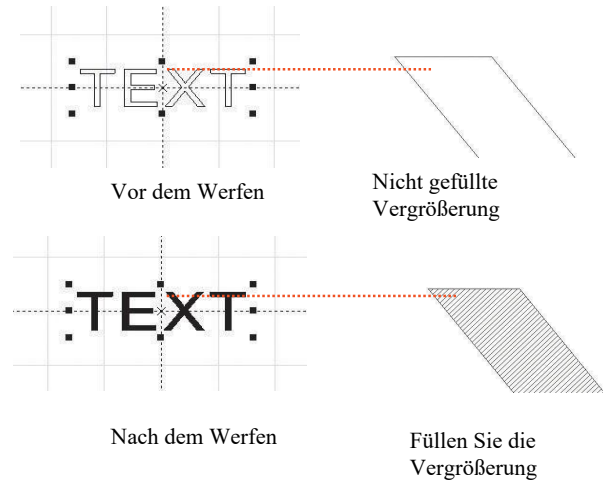 TEXT
Vor dem Werfen
Nicht gefüllte
Vergrößerung
TEXT
Nach dem Werfen
Füllen Sie die
Vergrößerung